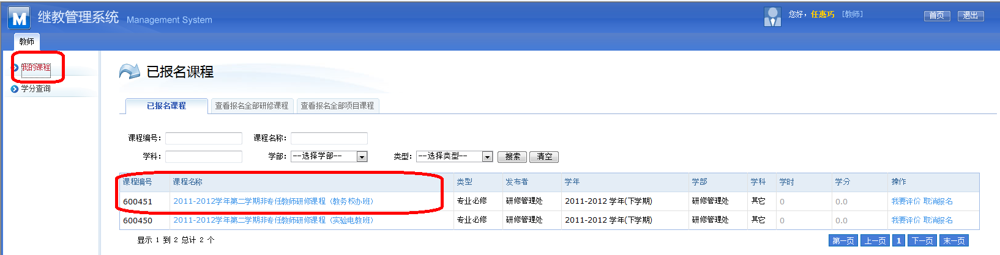 M 继教管理系统 Management System 您好，任惠巧 [教师] 首页 退出
教师
我的课程
学分查询
已报名课程
已报名课程 查看报名全部研修课程 查看报名全部项目课程
课程编号： 课程名称：
学科： 学部： --选择学部-- 类型： --选择类型-- 搜索 清空
课程编号 课程名称 类型 发布者 学年 学部 学科 学时 学分 操作
600451 2011-2012学年第二学期非专任教师研修课程（教务校办班） 专业必修 研修管理处 2011-2012 学年(下学期) 研修管理处 其它 0 0.0 我要评价 取消报名
600450 2011-2012学年第二学期非专任教师研修课程（实验电教班） 专业必修 研修管理处 2011-2012 学年(下学期) 研修管理处 其它 0 0.0 我要评价 取消报名
显示 1 到 2 总计 2 个 第一页 上一页 1 下一页 末一页